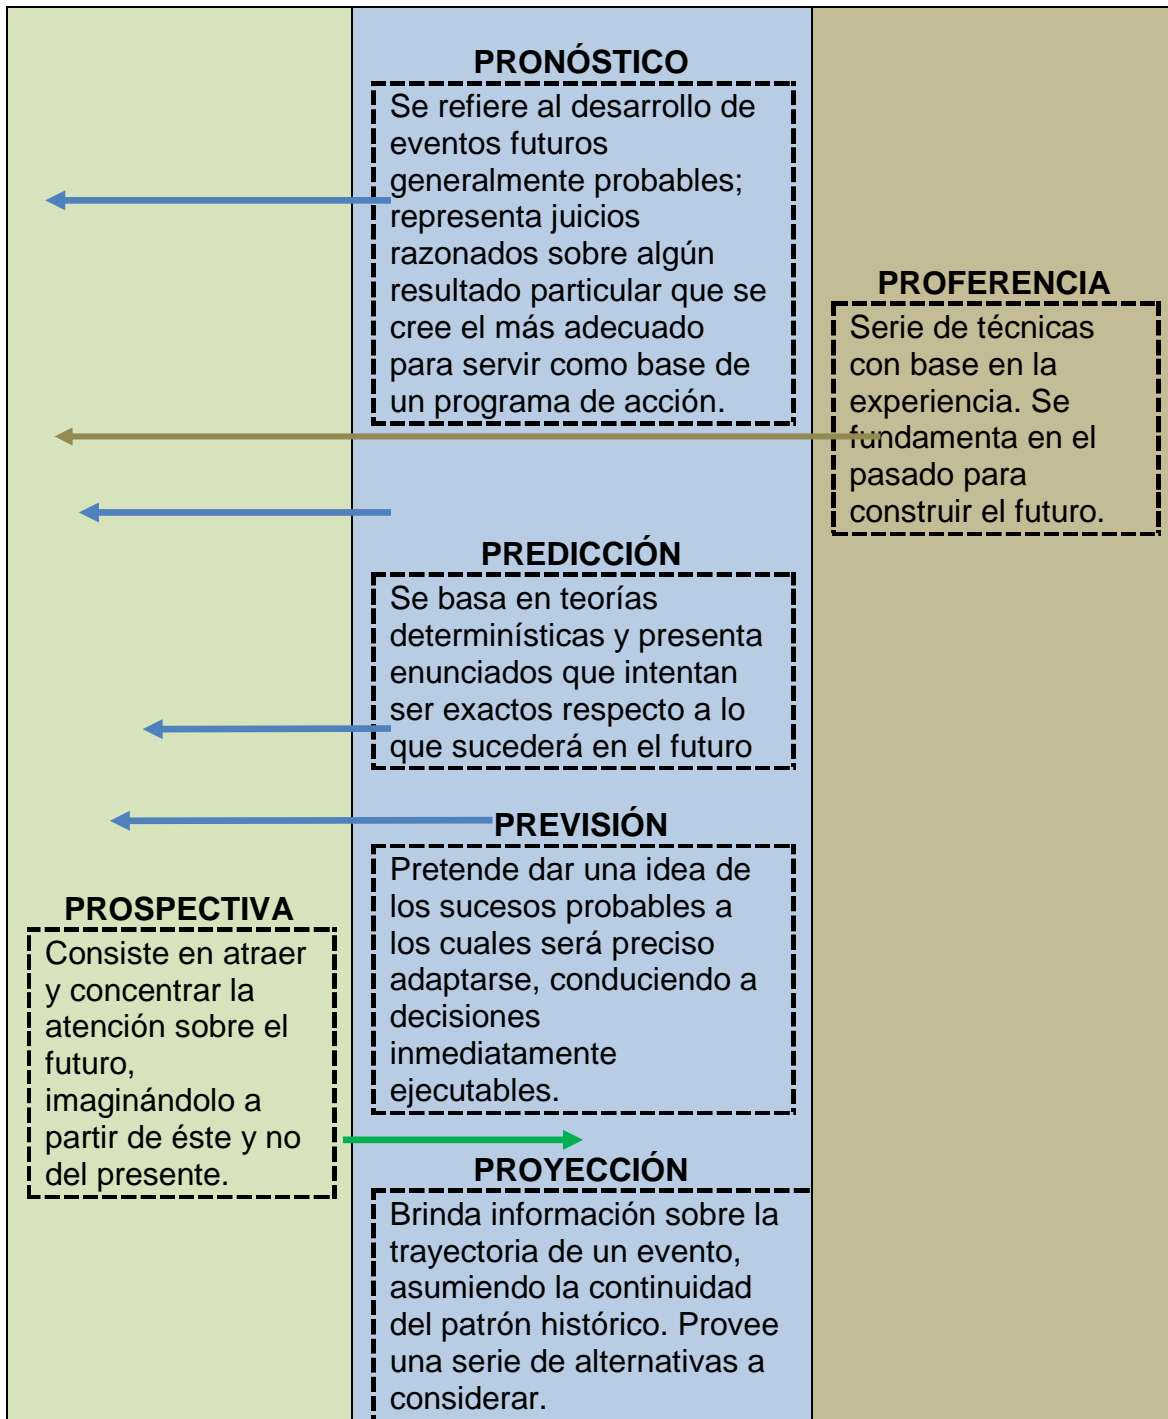 PRONÓSTICO
Se refiere al desarrollo de
eventos futuros
generalmente probables;
representa juicios
razonados sobre algún
resultado particular que se
cree el más adecuado
para servir como base de
un programa de acción.
PROFERENCIA
Serie de técnicas
con base en la
experiencia. Se
fundamenta en el
pasado para
construir el futuro.
PREDICCIÓN
Se basa en teorías
determinísticas y presenta
enunciados que intentan
ser exactos respecto a lo
que sucederá en el futuro
PREVISIÓN
Pretende dar una idea de
los sucesos probables a
los cuales será preciso
adaptarse, conduciendo a
decisiones
inmediatamente
ejecutables.
PROSPECTIVA
Consiste en atraer
y concentrar la
atención sobre el
futuro,
imaginándolo a
partir de éste y no
del presente.
PROYECCIÓN
Brinda información sobre la
trayectoria de un evento,
asumiendo la continuidad
del patrón histórico. Provee
una serie de alternativas a
considerar.